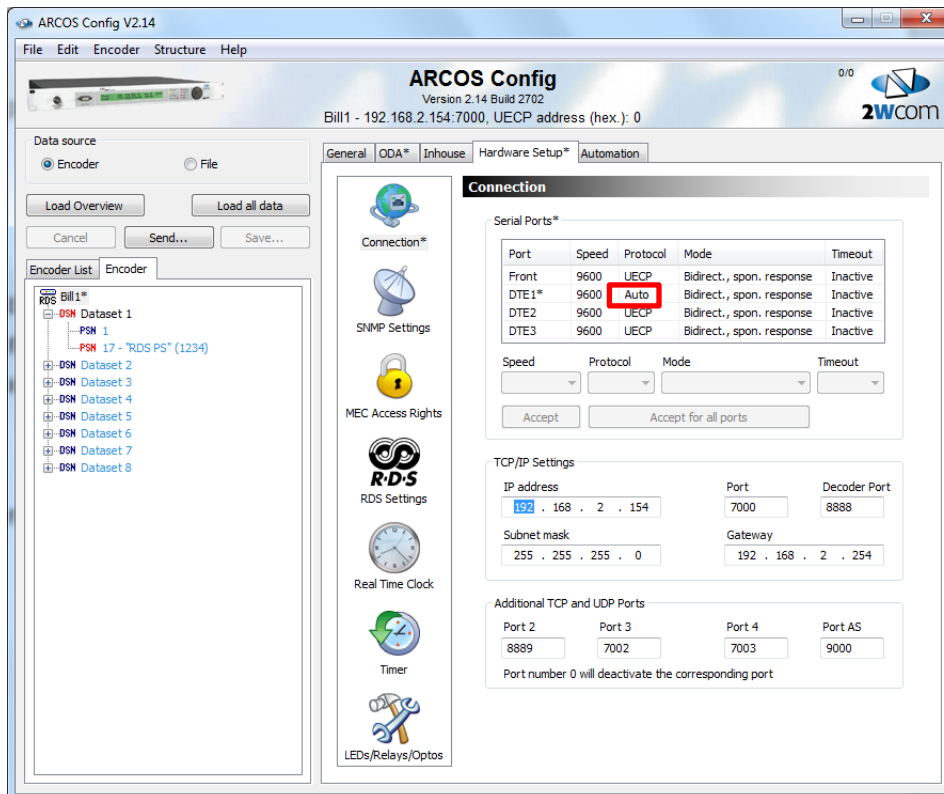 ARCOS Config V2.14
File Edit Encoder Structure Help
ARCOS Config
Version 2.14 Build 2702
Bill1 - 192.168.2.154:7000, UECP address (hex.): 0
0/0
2WCOM
Data source
Encoder File
Load Overview Load all data
Cancel Send... Save...
Encoder List Encoder
RDS Bill1*
DSN Dataset 1
PSN 1
PSN 17 - "RDS PS" (1234)
DSN Dataset 2
DSN Dataset 3
DSN Dataset 4
DSN Dataset 5
DSN Dataset 6
DSN Dataset 7
DSN Dataset 8
General ODA* Inhouse Hardware Setup* Automation
Connection*
SNMP Settings
MEC Access Rights
R·D·S
RDS Settings
Real Time Clock
Timer
LEDs/Relays/Optos
Connection
Serial Ports*
Port Speed Protocol Mode Timeout
Front 9600 UECP Bidirect., spon. response Inactive
DTE1* 9600 Auto Bidirect., spon. response Inactive
DTE2 9600 UECP Bidirect., spon. response Inactive
DTE3 9600 UECP Bidirect., spon. response Inactive
Speed Protocol Mode Timeout
Accept Accept for all ports
TCP/IP Settings
IP address Port Decoder Port
192 . 168 . 2 . 154 7000 8888
Subnet mask Gateway
255 . 255 . 255 . 0 192 . 168 . 2 . 254
Additional TCP and UDP Ports
Port 2 Port 3 Port 4 Port AS
8889 7002 7003 9000
Port number 0 will deactivate the corresponding port